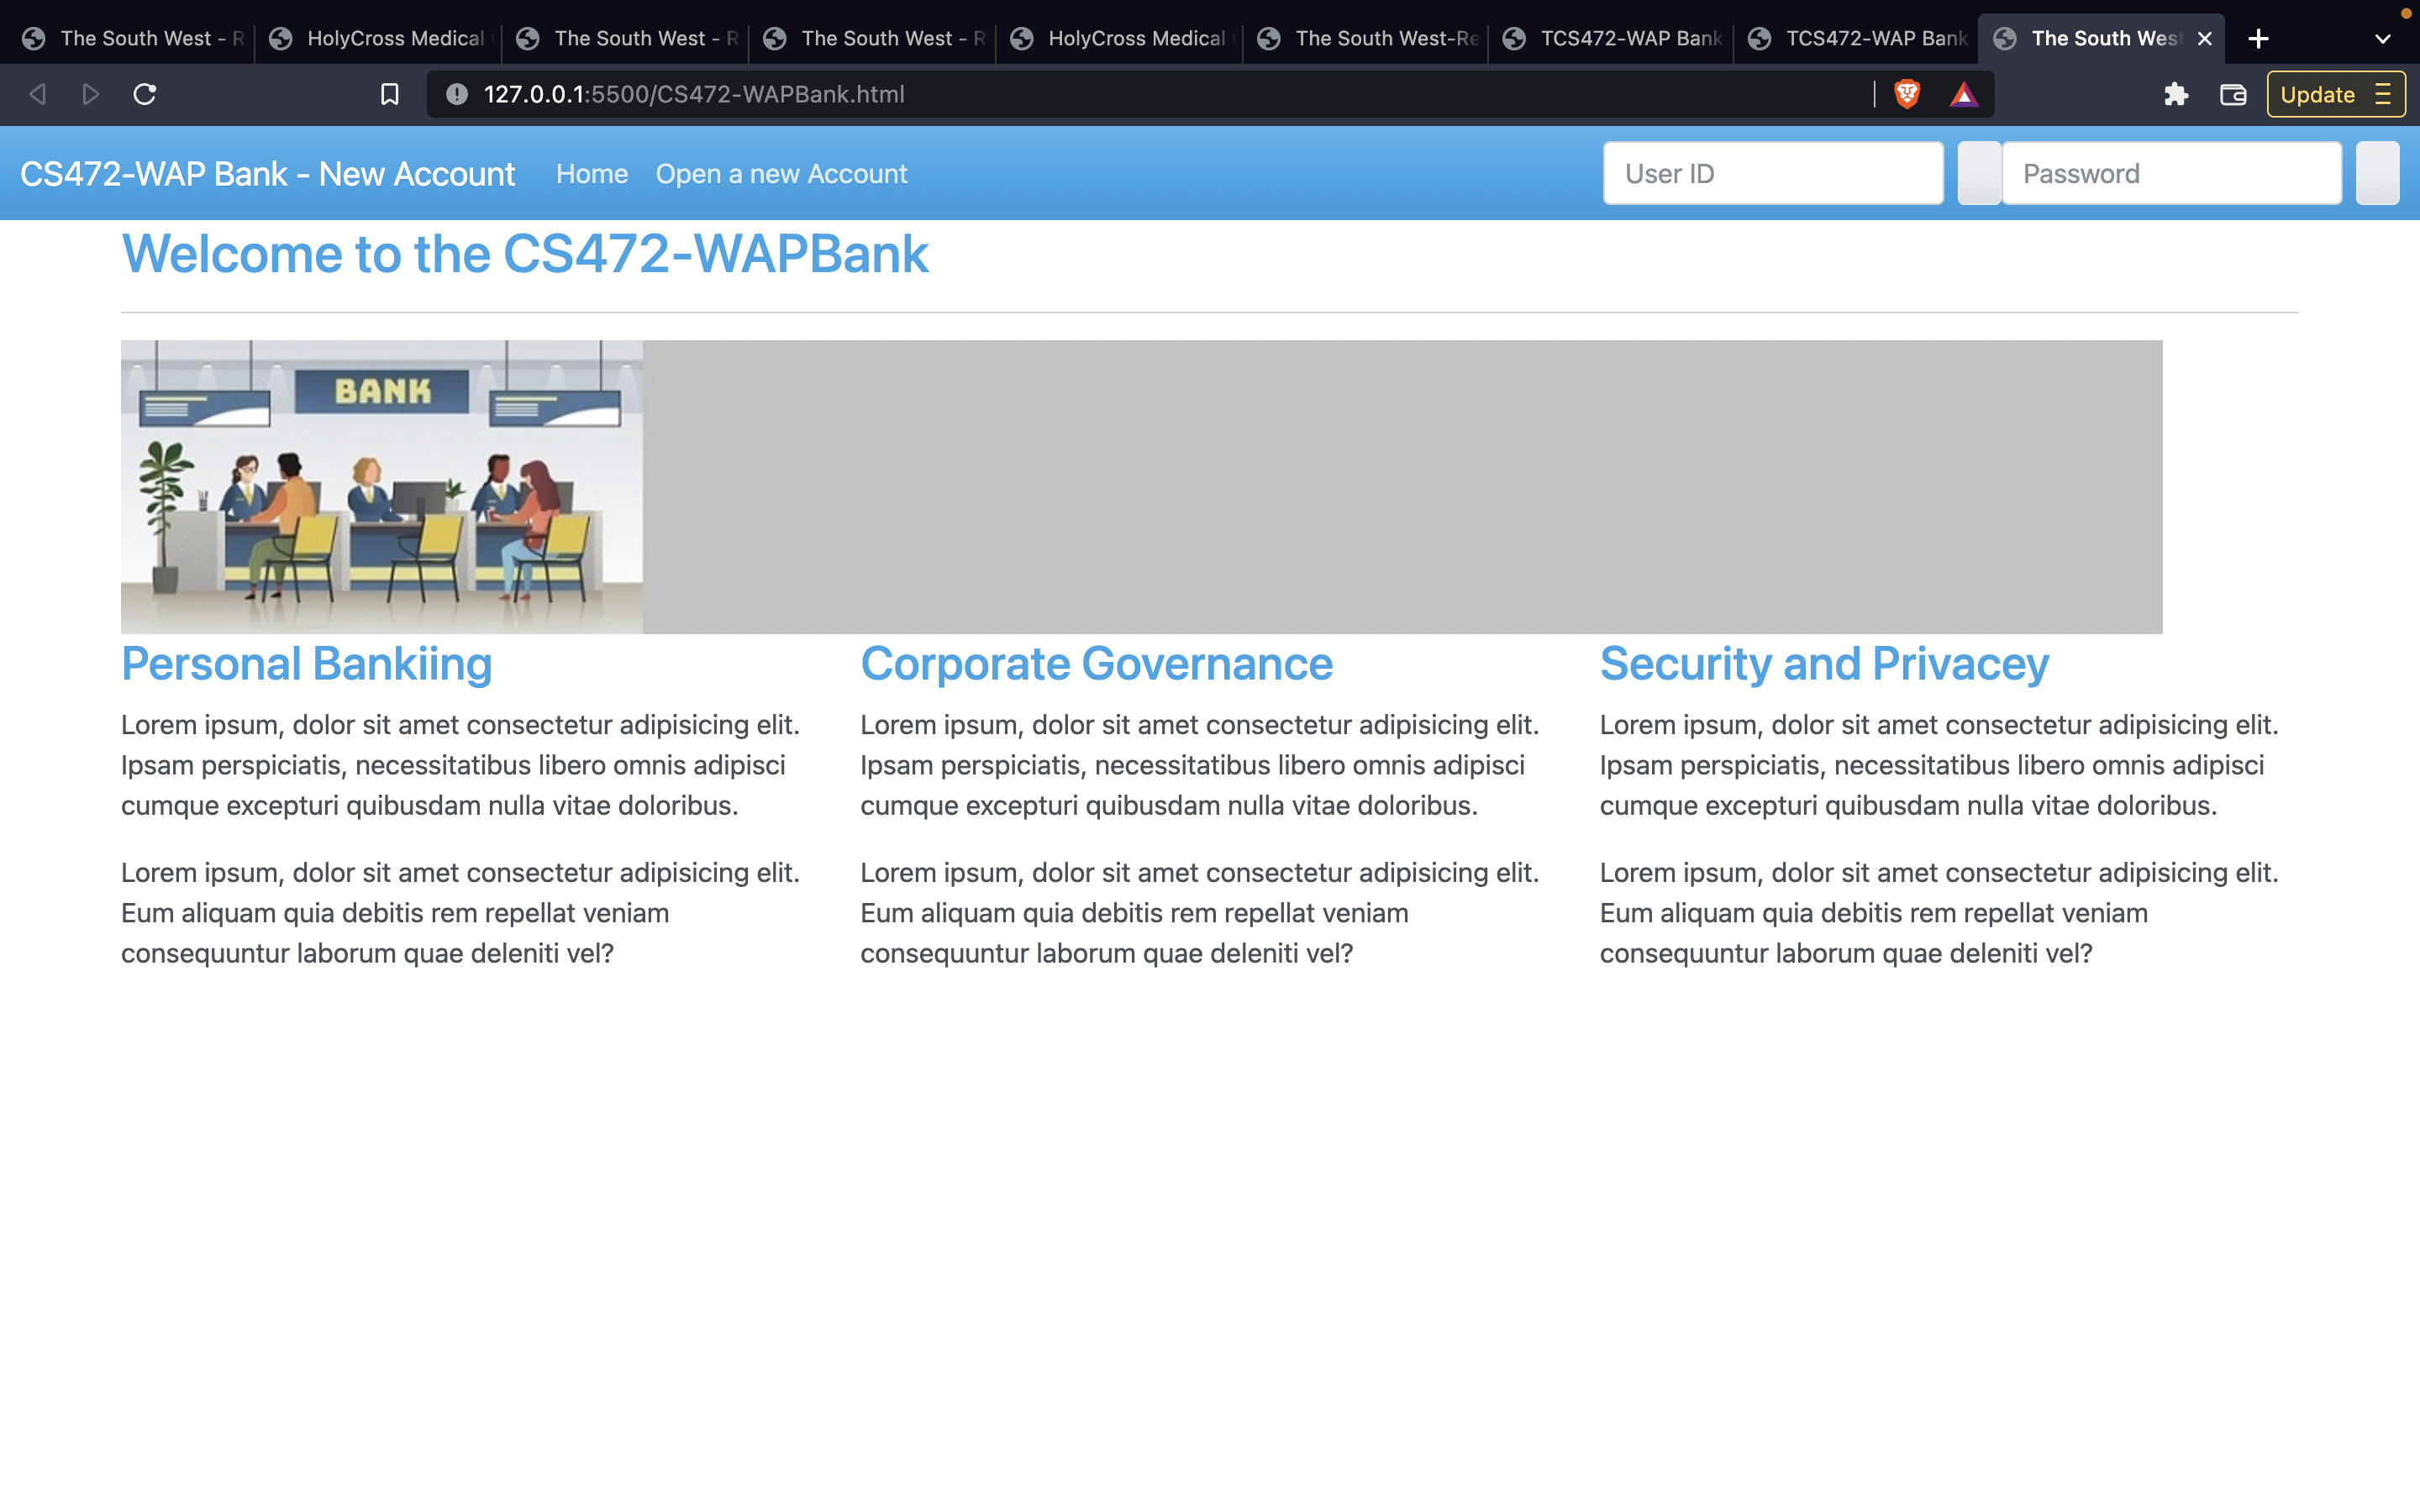 The South West - R
HolyCross Medical
The South West - R
The South West - R
HolyCross Medical
The South West-Re
TCS472-WAP Bank
TCS472-WAP Bank
The South West
127.0.0.1:5500/CS472-WAPBank.html
Update
CS472-WAP Bank - New Account
Home
Open a new Account
User ID
Password
Welcome to the CS472-WAPBank
BANK
Personal Bankiing
Lorem ipsum, dolor sit amet consectetur adipisicing elit.
Ipsam perspiciatis, necessitatibus libero omnis adipisci
cumque excepturi quibusdam nulla vitae doloribus.
Lorem ipsum, dolor sit amet consectetur adipisicing elit.
Eum aliquam quia debitis rem repellat veniam
consequuntur laborum quae deleniti vel?
Corporate Governance
Lorem ipsum, dolor sit amet consectetur adipisicing elit.
Ipsam perspiciatis, necessitatibus libero omnis adipisci
cumque excepturi quibusdam nulla vitae doloribus.
Lorem ipsum, dolor sit amet consectetur adipisicing elit.
Eum aliquam quia debitis rem repellat veniam
consequuntur laborum quae deleniti vel?
Security and Privacey
Lorem ipsum, dolor sit amet consectetur adipisicing elit.
Ipsam perspiciatis, necessitatibus libero omnis adipisci
cumque excepturi quibusdam nulla vitae doloribus.
Lorem ipsum, dolor sit amet consectetur adipisicing elit.
Eum aliquam quia debitis rem repellat veniam
consequuntur laborum quae deleniti vel?